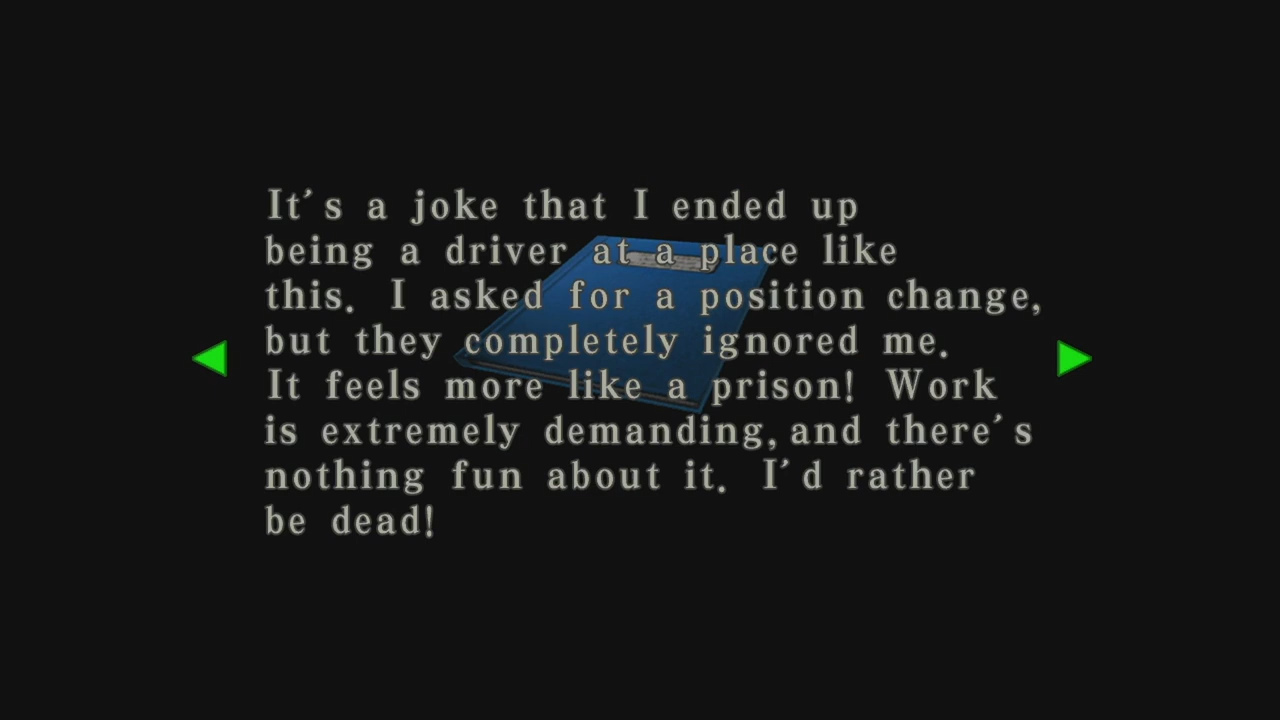 It's a joke that I ended up
being a driver at a place like
this. I asked for a position change,
but they completely ignored me.
It feels more like a prison! Work
is extremely demanding, and there's
nothing fun about it. I'd rather
be dead!